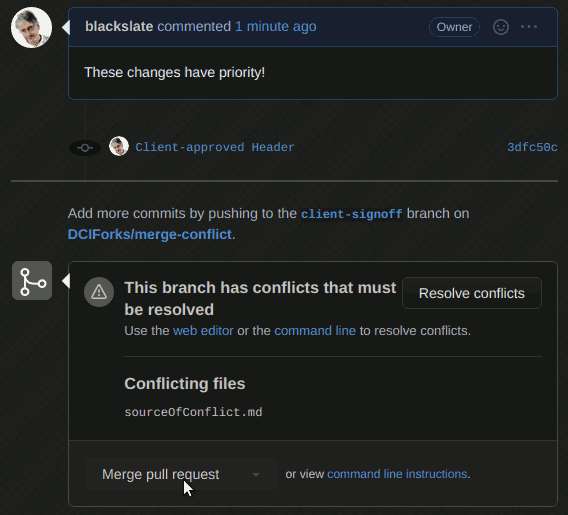 blackslate commented 1 minute ago Owner
These changes have priority!
Client-approved Header 3dfc50c
Add more commits by pushing to the client-signoff branch on
DCIForks/merge-conflict.
This branch has conflicts that must
be resolved
Resolve conflicts
Use the web editor or the command line to resolve conflicts.
Conflicting files
sourceOfConflict.md
Merge pull request or view command line instructions.